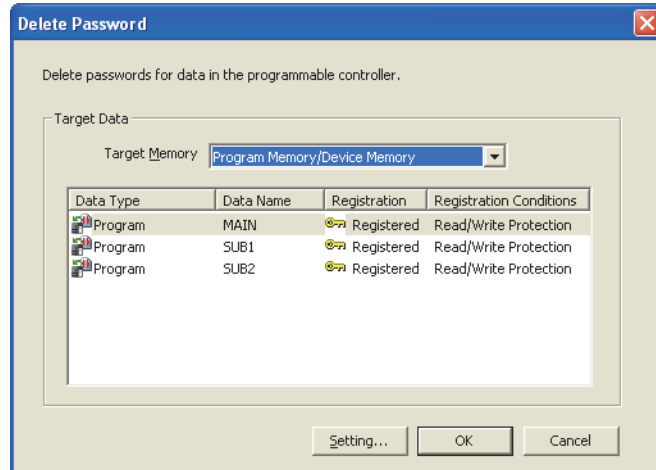 Delete Password
Delete passwords for data in the programmable controller.
Target Data
Target Memory Program Memory/Device Memory
Data Type Data Name Registration Registration Conditions
Program MAIN Registered Read/Write Protection
Program SUB1 Registered Read/Write Protection
Program SUB2 Registered Read/Write Protection
Setting... OK Cancel